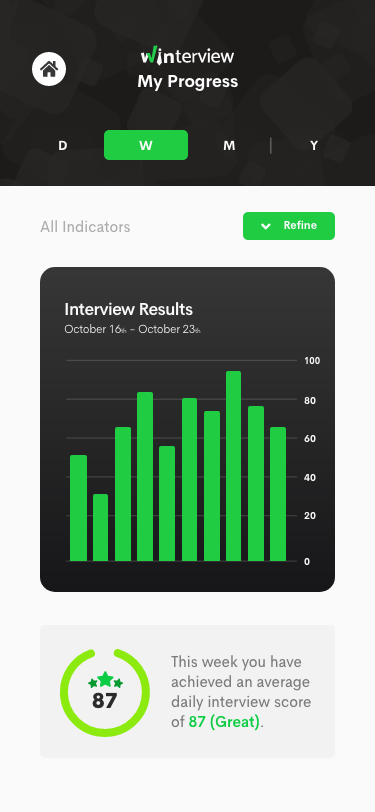 winterview
My Progress
D W M | Y
All Indicators
Refine
Interview Results
October 16th - October 23th
100
80
60
40
20
0
This week you have
achieved an average
daily interview score
of 87 (Great).
87